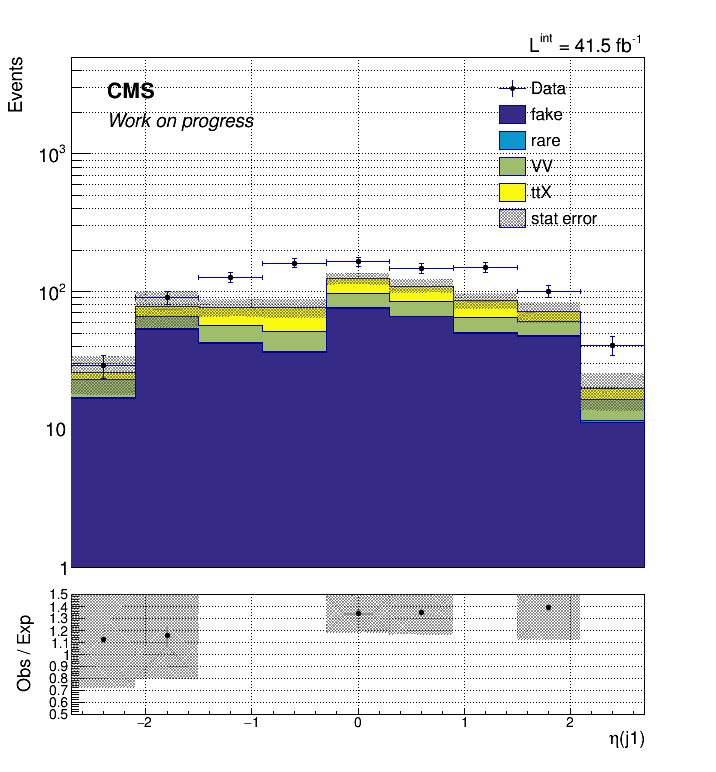 L^int = 41.5 fb^-1
Events
CMS
Work on progress
Data
fake
rare
VV
ttX
stat error
10^3
10^2
10
1
Obs / Exp
1.5
1.4
1.3
1.2
1.1
1
0.9
0.8
0.7
0.6
0.5
−2 −1 0 1 2
η(j1)